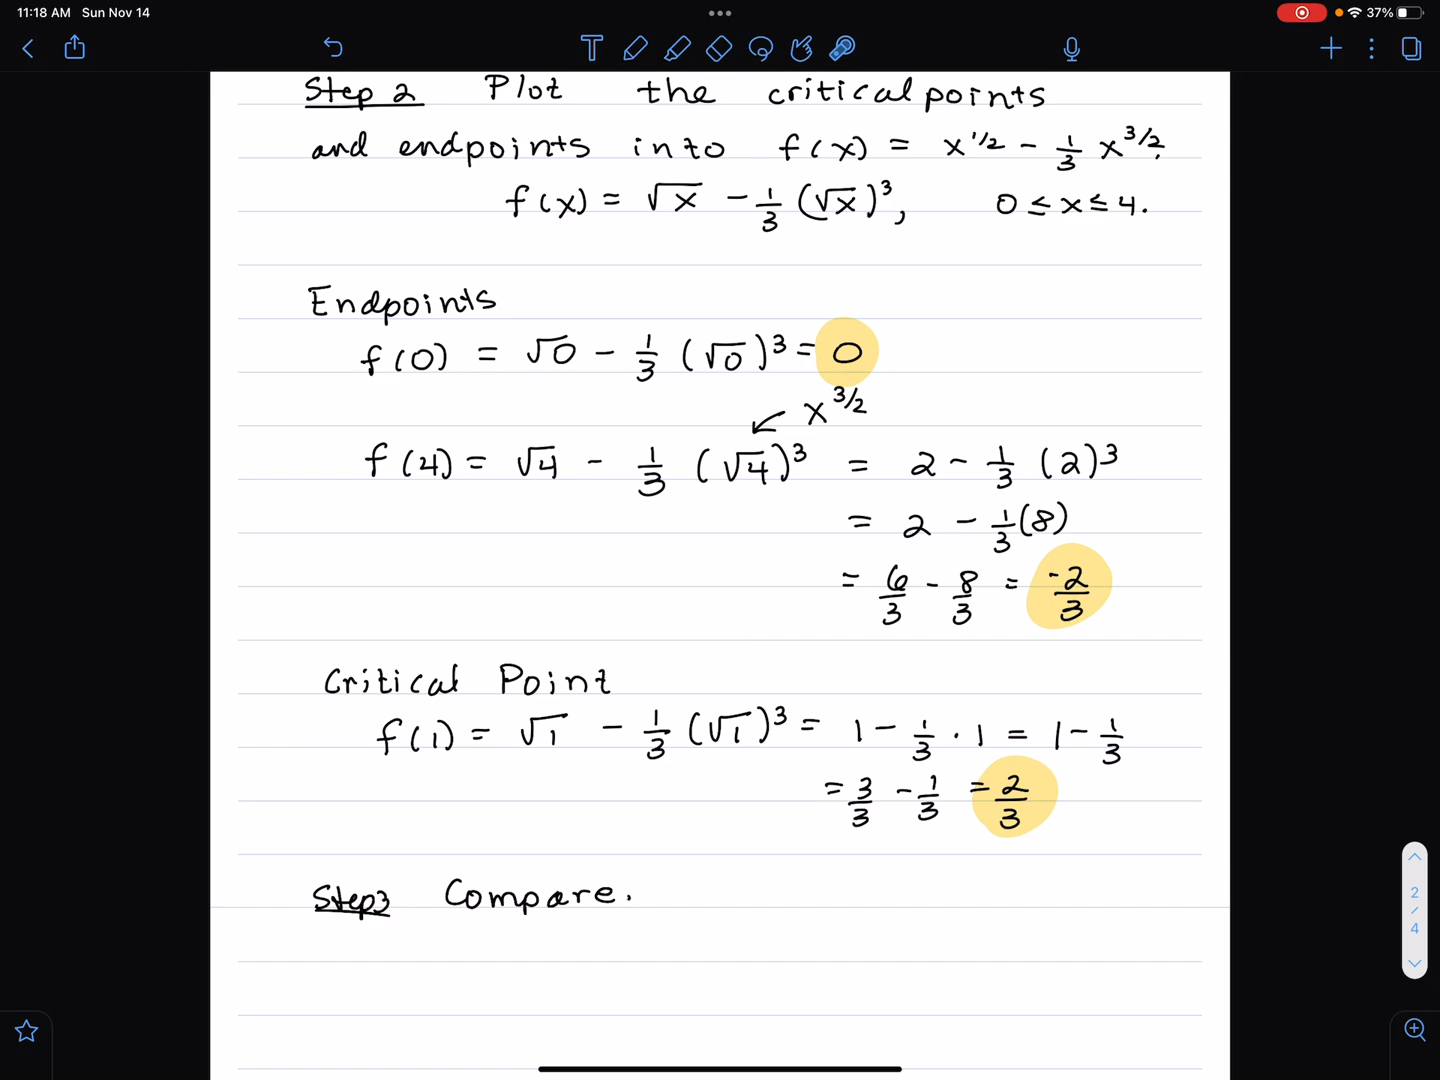 11:18 AM Sun Nov 14
37%
Step 2 Plot the critical points
and endpoints into f(x) = x^1/2 - 1/3 x^3/2.
f(x) = √x - 1/3 (√x)^3, 0 ≤ x ≤ 4.
Endpoints
f(0) = √0 - 1/3 (√0)^3 = 0
↙ x^3/2
f(4) = √4 - 1/3 (√4)^3 = 2 - 1/3 (2)^3
= 2 - 1/3(8)
= 6/3 - 8/3 = -2/3
Critical Point
f(1) = √1 - 1/3 (√1)^3 = 1 - 1/3 · 1 = 1 - 1/3
= 3/3 - 1/3 = 2/3
Step3 Compare.
2
/
4